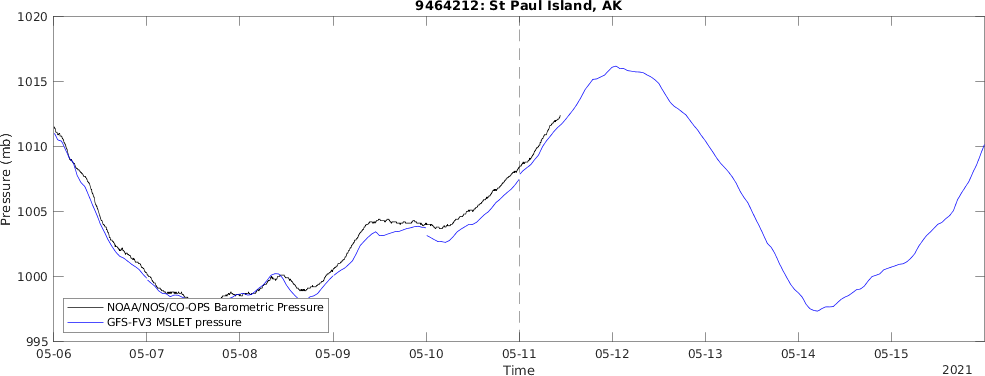 9464212: St Paul Island, AK
1020
1015
1010
1005
1000
995
Pressure (mb)
NOAA/NOS/CO-OPS Barometric Pressure
GFS-FV3 MSLET pressure
05-06 05-07 05-08 05-09 05-10 05-11 05-12 05-13 05-14 05-15
Time
2021